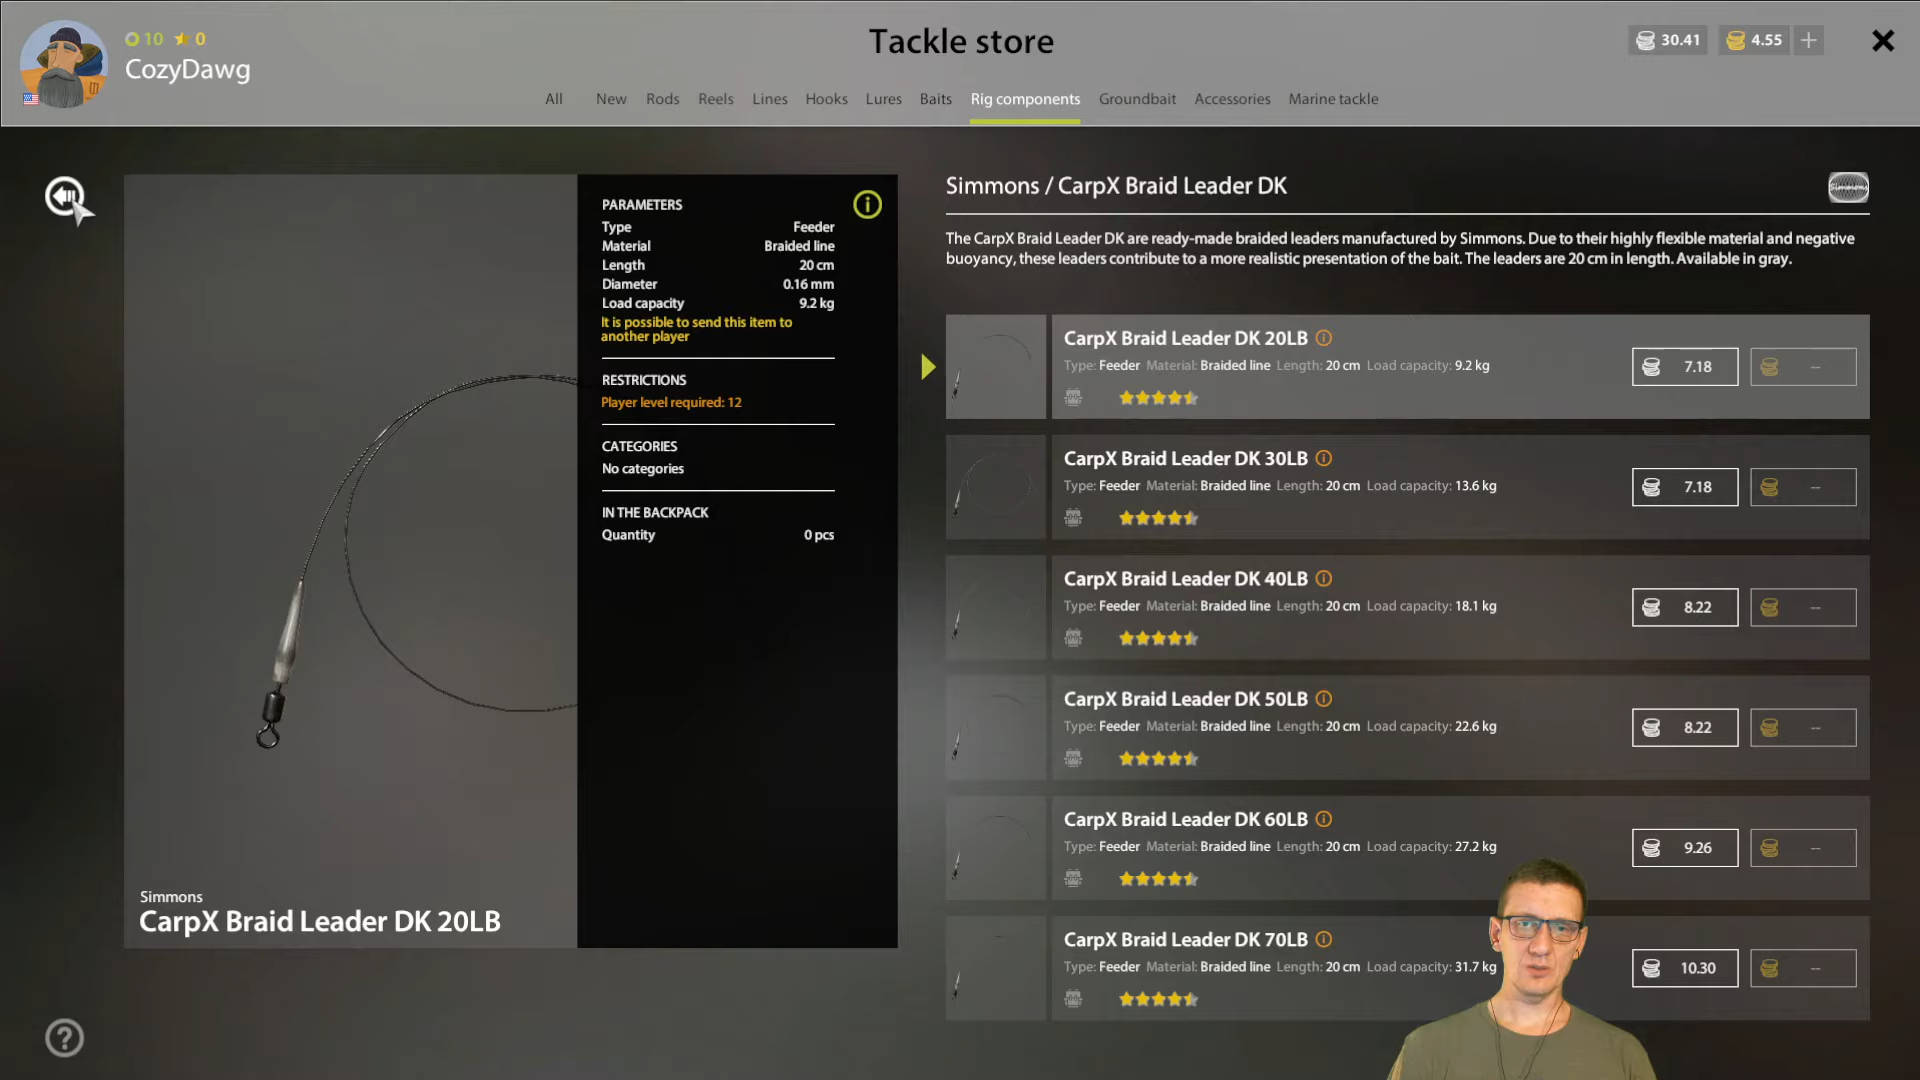 10 0
CozyDawg
Tackle store
30.41
4.55
All New Rods Reels Lines Hooks Lures Baits Rig components Groundbait Accessories Marine tackle
PARAMETERS
Type Feeder
Material Braided line
Length 20 cm
Diameter 0.16 mm
Load capacity 9.2 kg
It is possible to send this item to
another player
RESTRICTIONS
Player level required: 12
CATEGORIES
No categories
IN THE BACKPACK
Quantity 0 pcs
Simmons
CarpX Braid Leader DK 20LB
Simmons / CarpX Braid Leader DK
Simmons
The CarpX Braid Leader DK are ready-made braided leaders manufactured by Simmons. Due to their highly flexible material and negative
buoyancy, these leaders contribute to a more realistic presentation of the bait. The leaders are 20 cm in length. Available in gray.
CarpX Braid Leader DK 20LB
Type: Feeder Material: Braided line Length: 20 cm Load capacity: 9.2 kg
7.18 --
CarpX Braid Leader DK 30LB
Type: Feeder Material: Braided line Length: 20 cm Load capacity: 13.6 kg
7.18 --
CarpX Braid Leader DK 40LB
Type: Feeder Material: Braided line Length: 20 cm Load capacity: 18.1 kg
8.22 --
CarpX Braid Leader DK 50LB
Type: Feeder Material: Braided line Length: 20 cm Load capacity: 22.6 kg
8.22 --
CarpX Braid Leader DK 60LB
Type: Feeder Material: Braided line Length: 20 cm Load capacity: 27.2 kg
9.26 --
CarpX Braid Leader DK 70LB
Type: Feeder Material: Braided line Length: 20 cm Load capacity: 31.7 kg
10.30 --